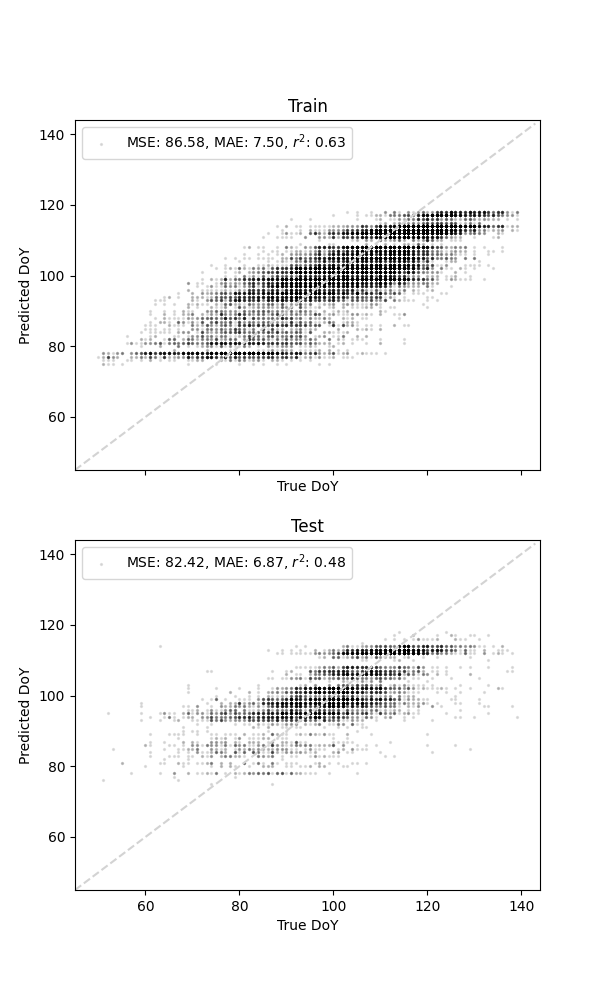 Train
MSE: 86.58, MAE: 7.50, r²: 0.63
140
120
100
80
60
Predicted DoY
True DoY
Test
MSE: 82.42, MAE: 6.87, r²: 0.48
140
120
100
80
60
Predicted DoY
60 80 100 120 140
True DoY